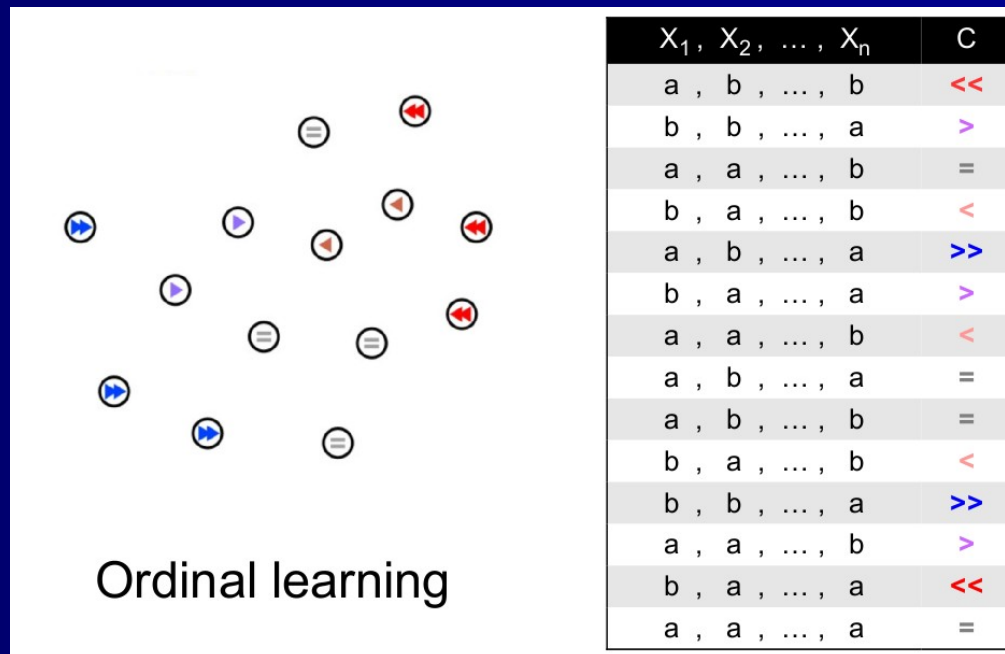 X₁, X₂, ..., Xₙ C
a , b , ... , b <<
b , b , ... , a >
a , a , ... , b =
b , a , ... , b <
a , b , ... , a >>
b , a , ... , a >
a , a , ... , b <
a , b , ... , a =
a , b , ... , b =
b , a , ... , b <
b , b , ... , a >>
a , a , ... , b >
b , a , ... , a <<
a , a , ... , a =
Ordinal learning